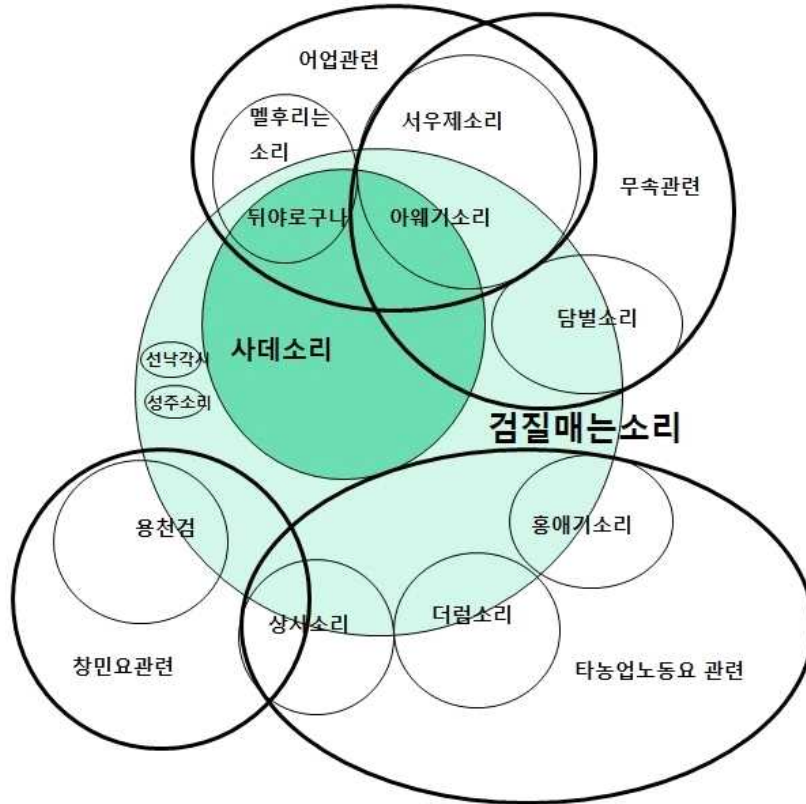 어업관련
멜후리는
소리
서우제소리
무속관련
뒤야로구나
아웨기소리
담벌소리
사데소리
선낙각시
성주소리
검질매는소리
용천검
홍애기소리
상사소리
더럼소리
창민요관련
타농업노동요 관련